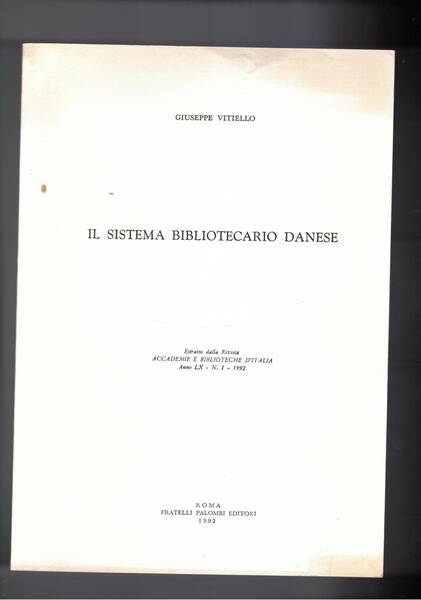 GIUSEPPE VITIELLO
IL SISTEMA BIBLIOTECARIO DANESE
Estratto dalla Rivista
ACCADEMIE E BIBLIOTECHE D'ITALIA
Anno LX - N. 1 - 1992
ROMA
FRATELLI PALOMBI EDITORI
1992